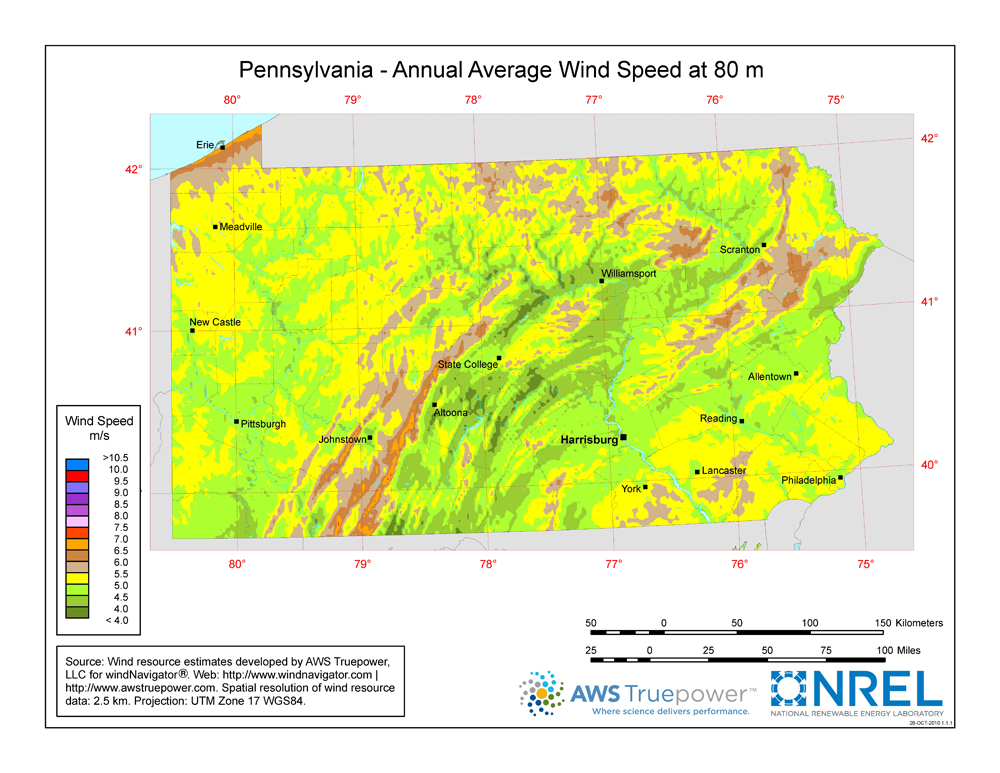 Pennsylvania - Annual Average Wind Speed at 80 m
80° 79° 78° 77° 76° 75°
42° 42°
Erie
Meadville
Scranton
Williamsport
41° 41°
New Castle
State College
Allentown
Altoona
Reading
Pittsburgh
Johnstown
Harrisburg
40°
Lancaster
Philadelphia
York
80° 79° 78° 77° 76° 75°
Wind Speed
m/s
>10.5
10.0
9.5
9.0
8.5
8.0
7.5
7.0
6.5
6.0
5.5
5.0
4.5
4.0
< 4.0
50 0 50 100 150 Kilometers
25 0 25 50 75 100 Miles
Source: Wind resource estimates developed by AWS Truepower,
LLC for windNavigator®. Web: http://www.windnavigator.com |
http://www.awstruepower.com. Spatial resolution of wind resource
data: 2.5 km. Projection: UTM Zone 17 WGS84.
AWS Truepower™
Where science delivers performance.
NREL
NATIONAL RENEWABLE ENERGY LABORATORY
28-OCT-2010 1.1.1